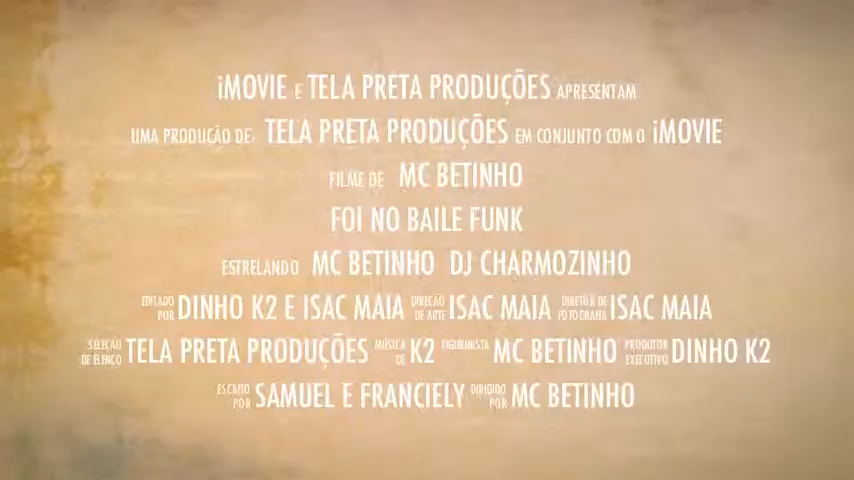 iMOVIE E TELA PRETA PRODUÇÕES APRESENTAM
UMA PRODUCÃO DE: TELA PRETA PRODUÇÕES EM CONJUNTO COM O iMOVIE
FILME DE MC BETINHO
FOI NO BAILE FUNK
ESTRELANDO MC BETINHO DJ CHARMOZINHO
EDITADO POR DINHO K2 E ISAC MAIA DIREÇÃO DE ARTE ISAC MAIA DIRETOR DE FOTOGRAFIA ISAC MAIA
SELEÇÃO DE ELENCO TELA PRETA PRODUÇÕES MÚSICA DE K2 FIGURINISTA MC BETINHO PRODUTOR EXECUTIVO DINHO K2
ESCRITO POR SAMUEL E FRANCIELY DIRIGIDO POR MC BETINHO